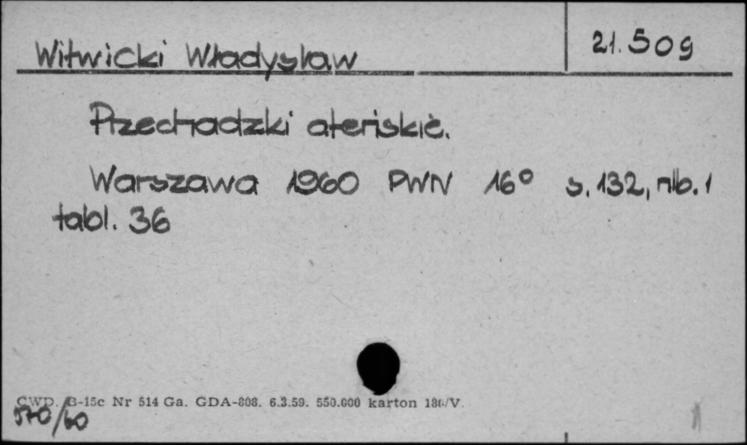 Witwicki Władysław
21.509
Przechadzki ateńskie.
Warszawa 1960 PWN 16° s. 132, nlb. 1
tabl. 36
CWD. B-15c Nr 514 Ga. GDA-808. 6.3.59. 550.000 karton 180/V.
570/60